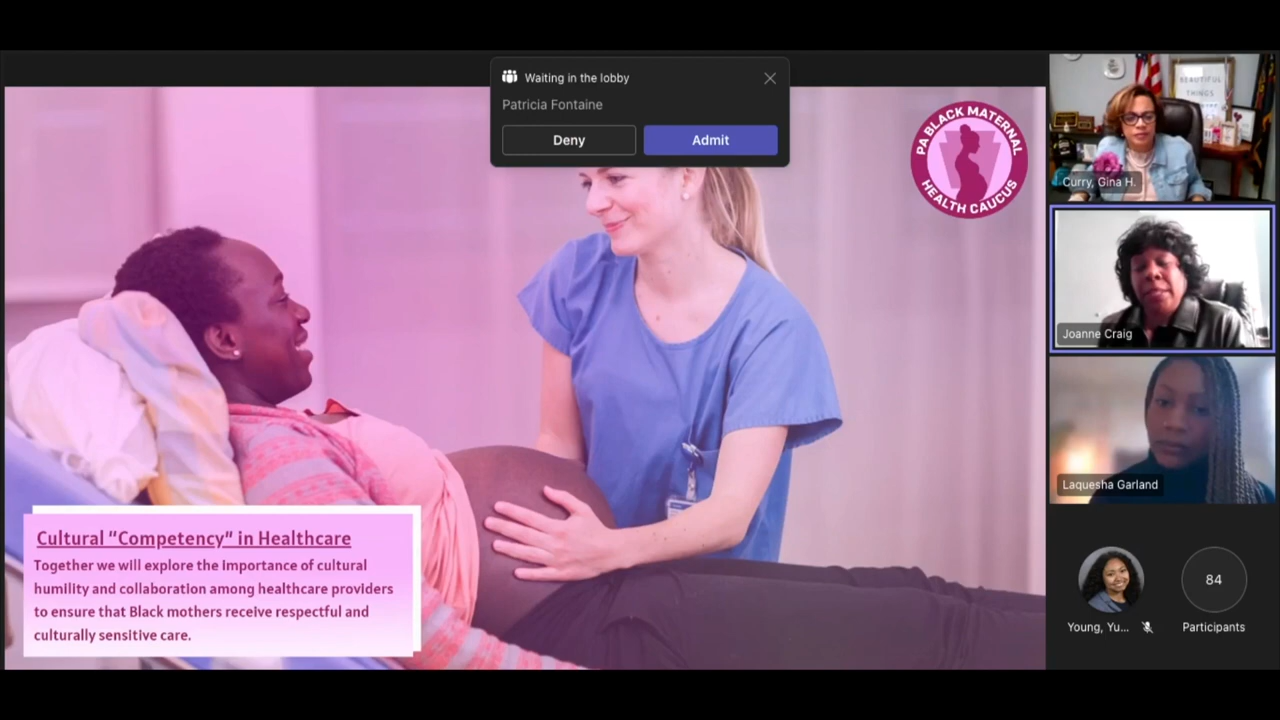 Waiting in the lobby
Patricia Fontaine
Deny
Admit
PA BLACK MATERNAL
HEALTH CAUCUS
Cultural "Competency" in Healthcare
Together we will explore the importance of cultural
humility and collaboration among healthcare providers
to ensure that Black mothers receive respectful and
culturally sensitive care.
BEAUTIFUL
THINGS
Curry, Gina H.
Joanne Craig
Laquesha Garland
Young, Yu...
84
Participants